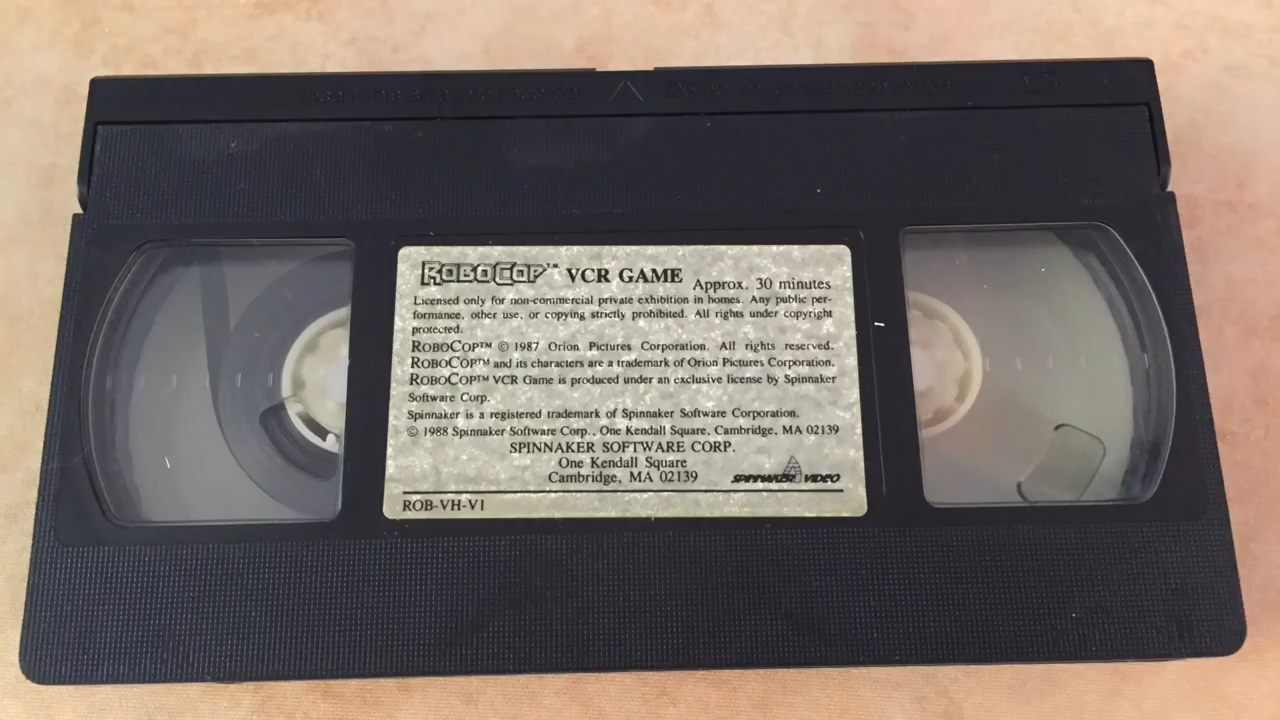 ROBOCOP™ VCR GAME Approx. 30 minutes
Licensed only for non-commercial private exhibition in homes. Any public per-
formance, other use, or copying strictly prohibited. All rights under copyright
protected.
ROBOCOP™ © 1987 Orion Pictures Corporation. All rights reserved.
ROBOCOP™ and its characters are a trademark of Orion Pictures Corporation.
ROBOCOP™ VCR Game is produced under an exclusive license by Spinnaker
Software Corp.
Spinnaker is a registered trademark of Spinnaker Software Corporation.
© 1988 Spinnaker Software Corp., One Kendall Square, Cambridge, MA 02139
SPINNAKER SOFTWARE CORP.
One Kendall Square
Cambridge, MA 02139
SPINNAKER VIDEO
ROB-VH-V1